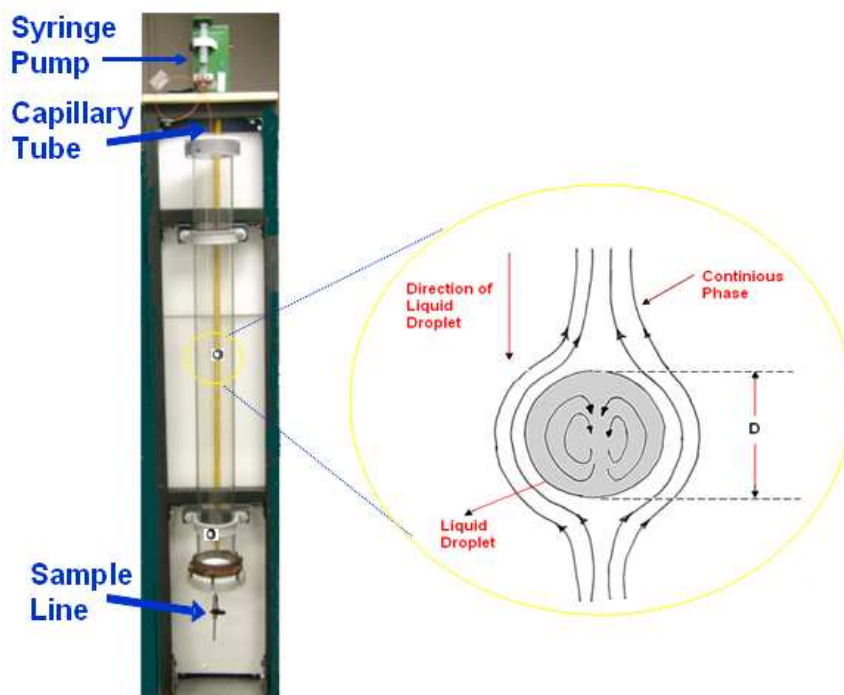 Syringe
Pump
Capillary
Tube
Direction of
Liquid
Droplet
Continious
Phase
D
Liquid
Droplet
Sample
Line